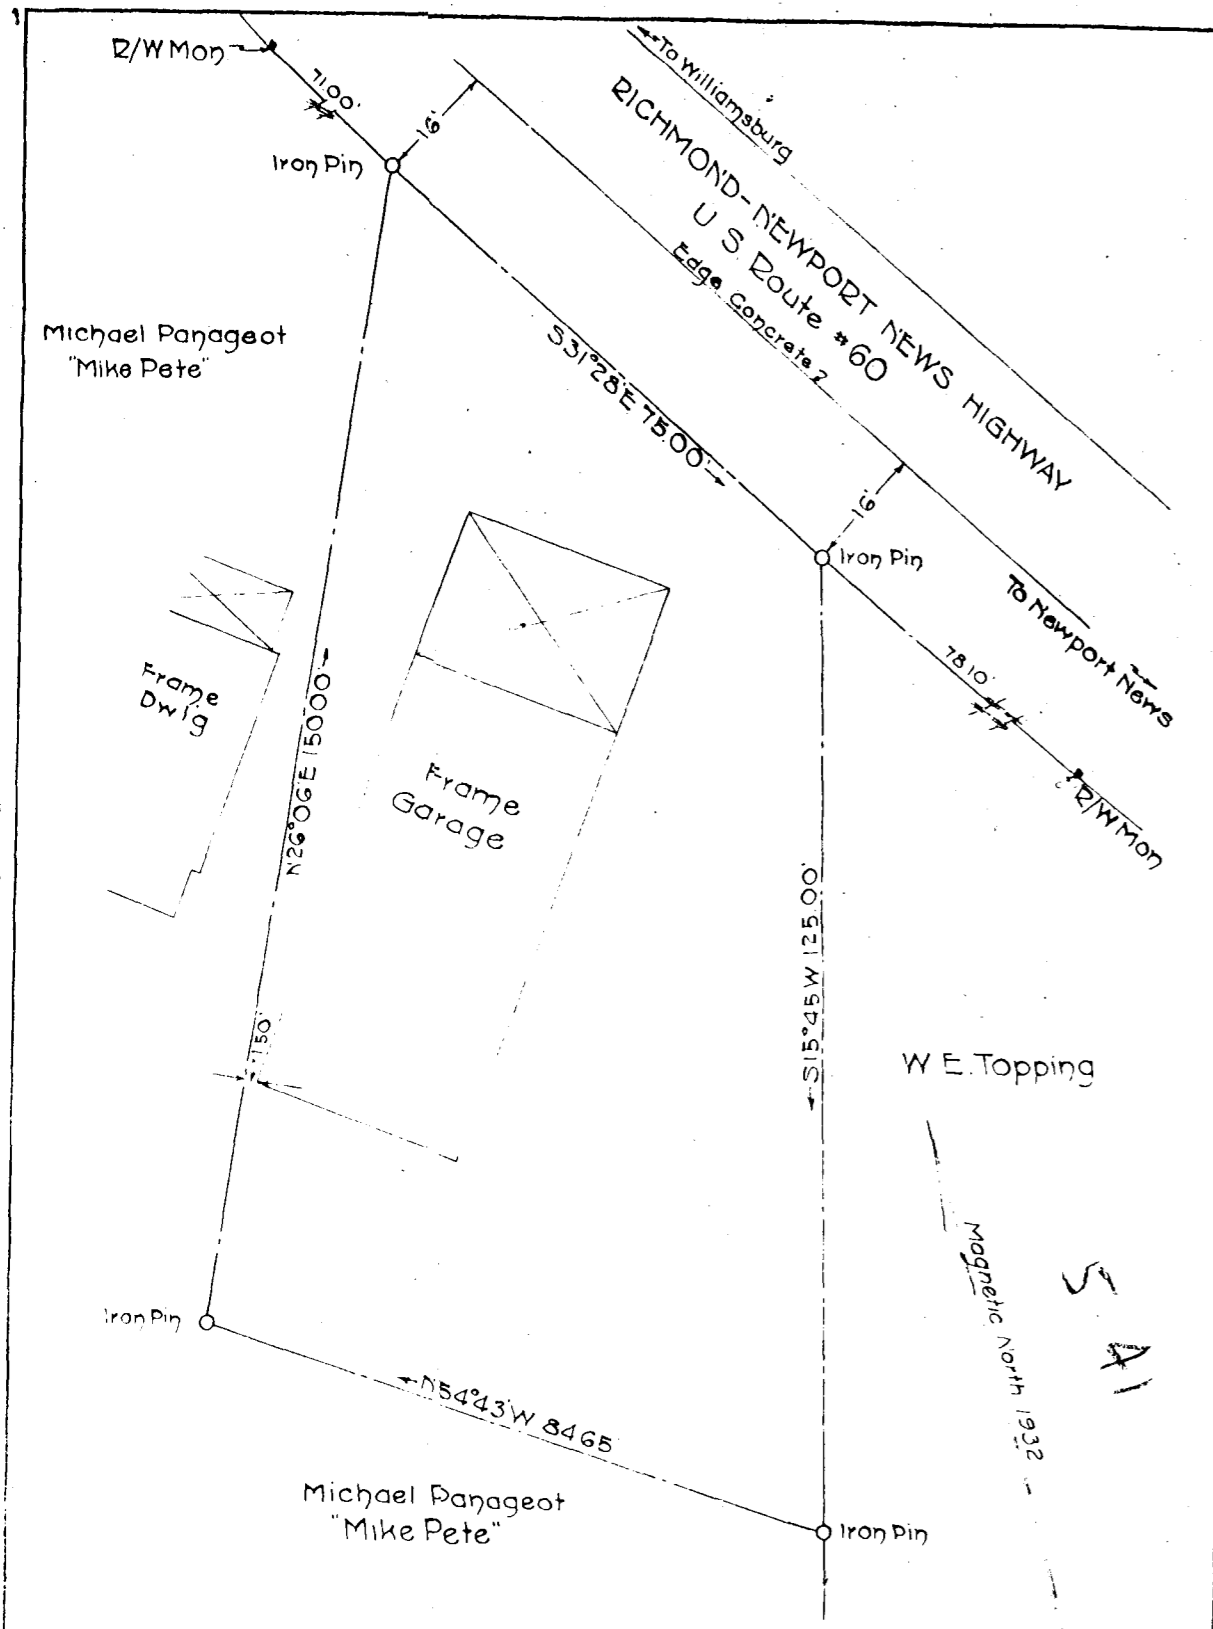 R/W Mon
To Williamsburg
71.00'
16'
Iron Pin
RICHMOND-NEWPORT NEWS HIGHWAY
U S. Route #60
Edge Concrete
Michael Panageot
"Mike Pete"
S31°28'E 75.00'
16'
Iron Pin
To Newport News
78 10'
R/W Mon
Frame
Dwlg
N26°06'E 150 00'
Frame
Garage
S15°45W 125.00'
1 50'
W E. Topping
Magnetic North 1932
S 41
Iron Pin
N54°43'W 84 65
Michael Panageot
"Mike Pete"
Iron Pin